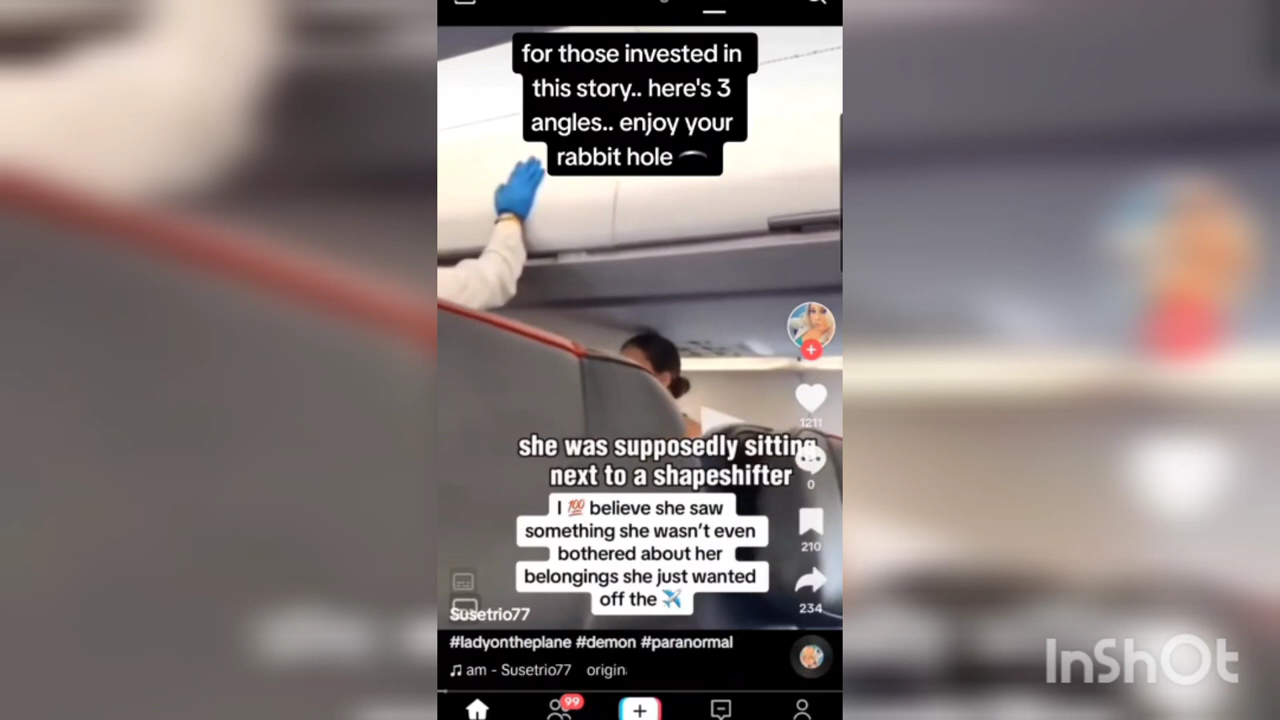 for those invested in
this story.. here's 3
angles.. enjoy your
rabbit hole
1211
she was supposedly sitting
next to a shapeshifter
0
I 💯 believe she saw
something she wasn't even
bothered about her
belongings she just wanted
off the ✈️
210
234
Susetrio77
#ladyontheplane #demon #paranormal
am - Susetrio77 origin
99
InShOt